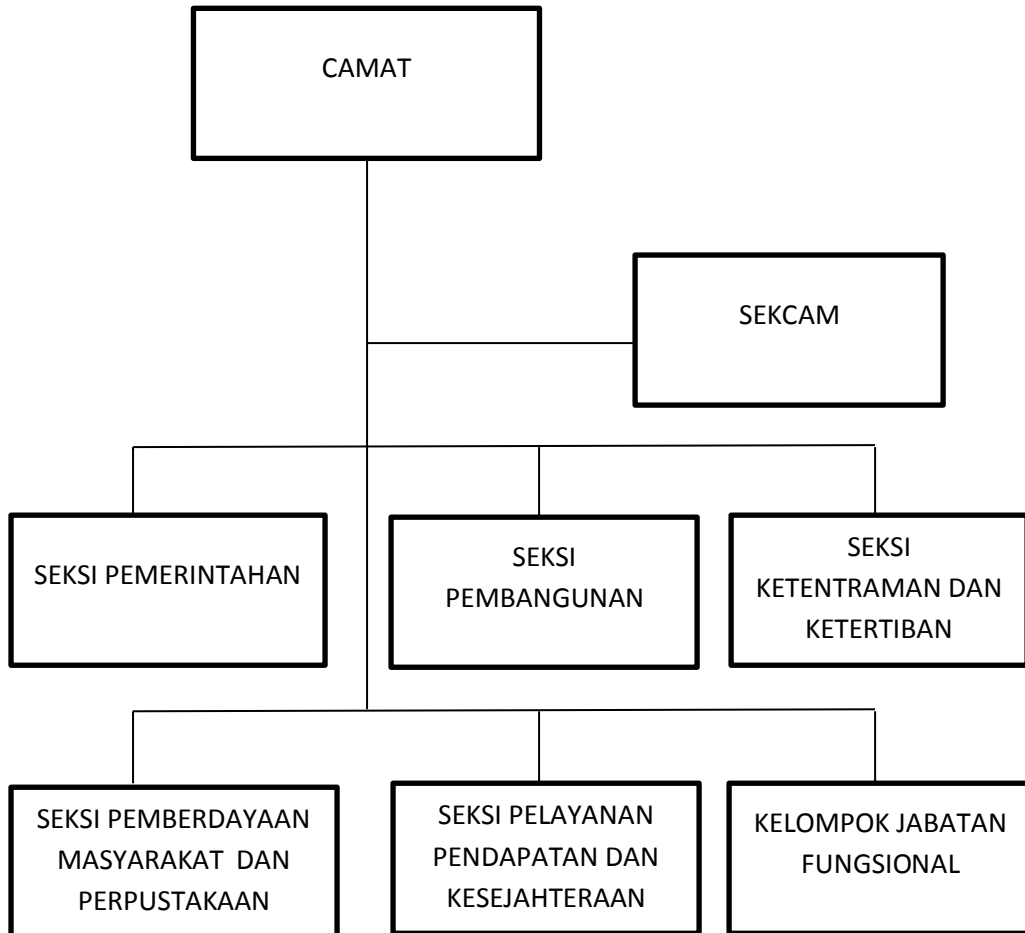 CAMAT
SEKCAM
SEKSI PEMERINTAHAN
SEKSI
PEMBANGUNAN
SEKSI
KETENTRAMAN DAN
KETERTIBAN
SEKSI PEMBERDAYAAN
MASYARAKAT DAN
PERPUSTAKAAN
SEKSI PELAYANAN
PENDAPATAN DAN
KESEJAHTERAAN
KELOMPOK JABATAN
FUNGSIONAL